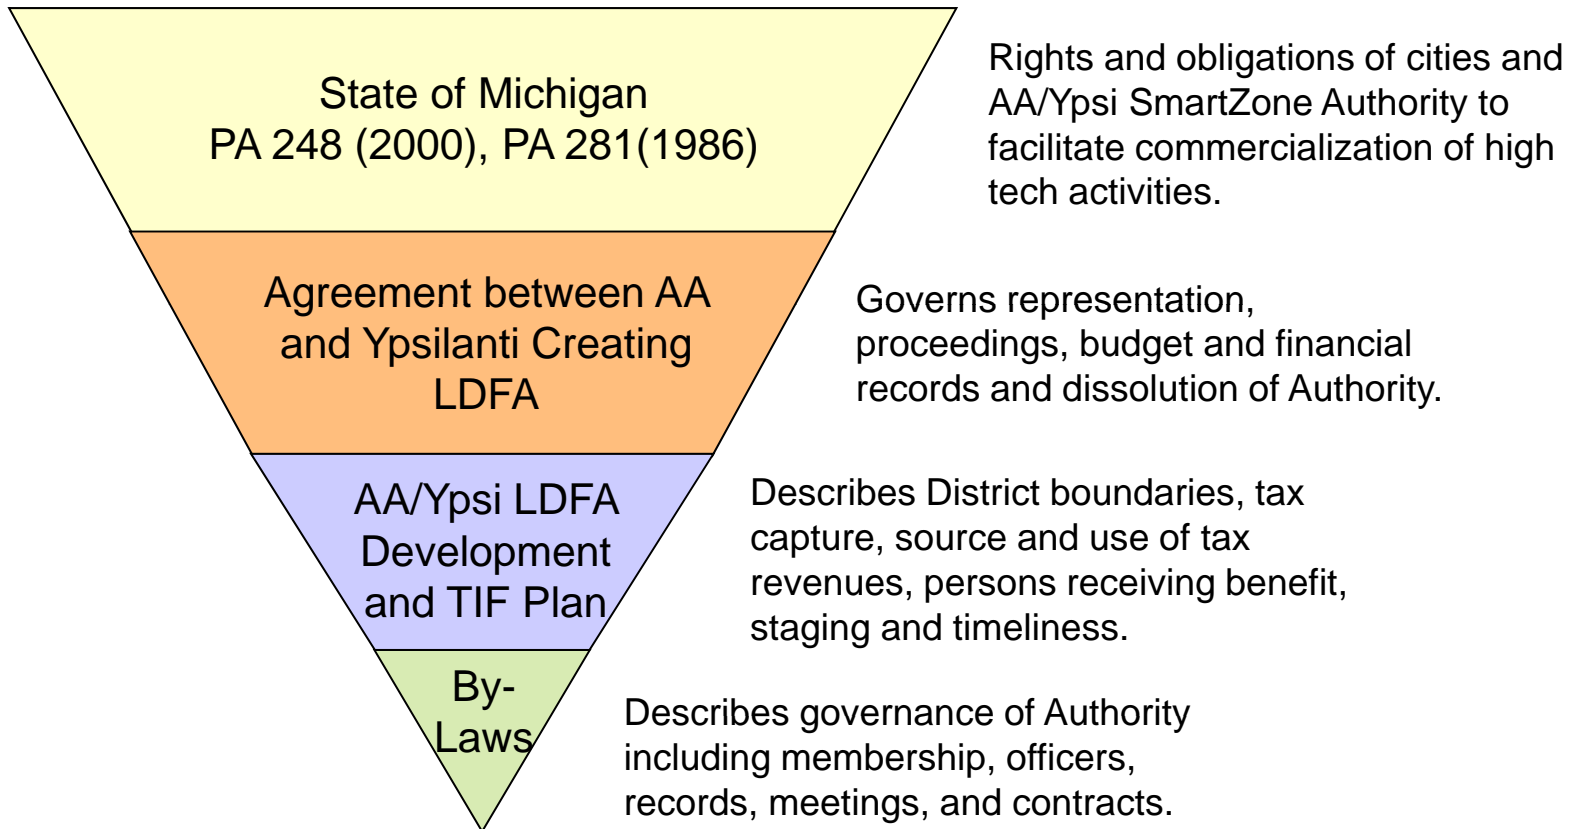 State of Michigan
PA 248 (2000), PA 281(1986)
Rights and obligations of cities and
AA/Ypsi SmartZone Authority to
facilitate commercialization of high
tech activities.
Agreement between AA
and Ypsilanti Creating
LDFA
Governs representation,
proceedings, budget and financial
records and dissolution of Authority.
AA/Ypsi LDFA
Development
and TIF Plan
Describes District boundaries, tax
capture, source and use of tax
revenues, persons receiving benefit,
staging and timeliness.
By-
Laws
Describes governance of Authority
including membership, officers,
records, meetings, and contracts.